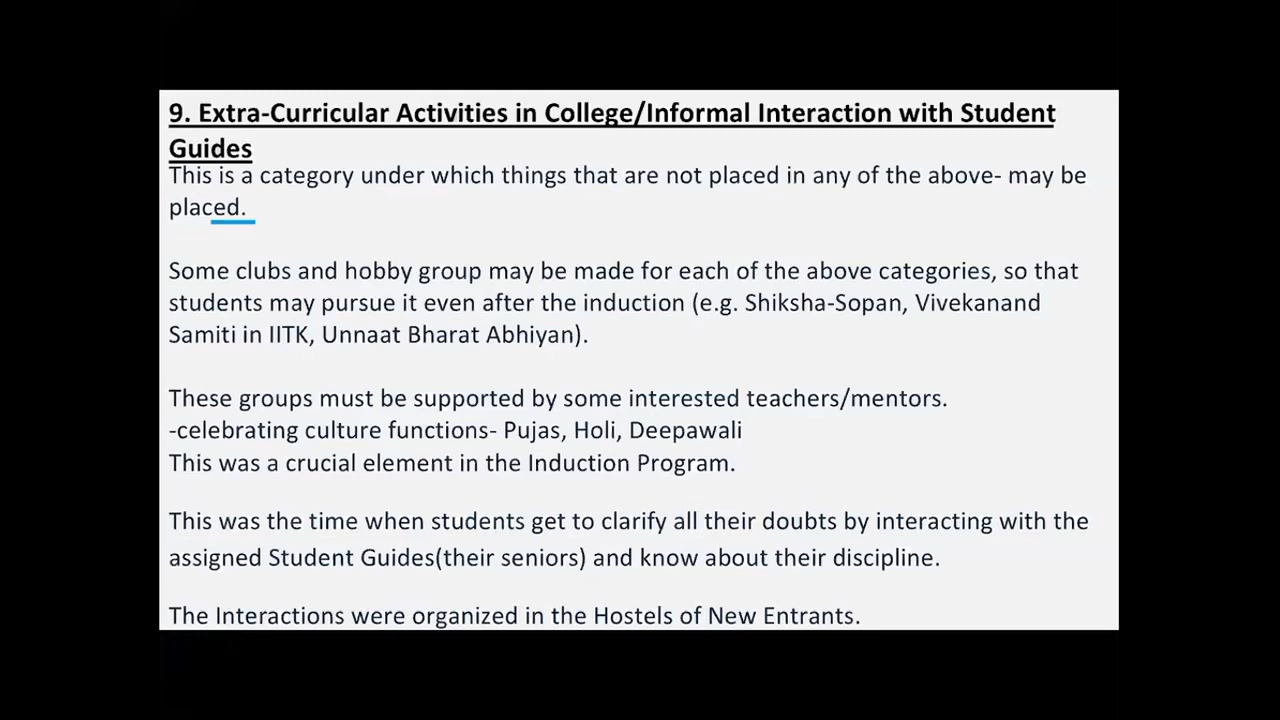 9. Extra-Curricular Activities in College/Informal Interaction with Student
Guides
This is a category under which things that are not placed in any of the above- may be
placed.
Some clubs and hobby group may be made for each of the above categories, so that
students may pursue it even after the induction (e.g. Shiksha-Sopan, Vivekanand
Samiti in IITK, Unnaat Bharat Abhiyan).
These groups must be supported by some interested teachers/mentors.
-celebrating culture functions- Pujas, Holi, Deepawali
This was a crucial element in the Induction Program.
This was the time when students get to clarify all their doubts by interacting with the
assigned Student Guides(their seniors) and know about their discipline.
The Interactions were organized in the Hostels of New Entrants.